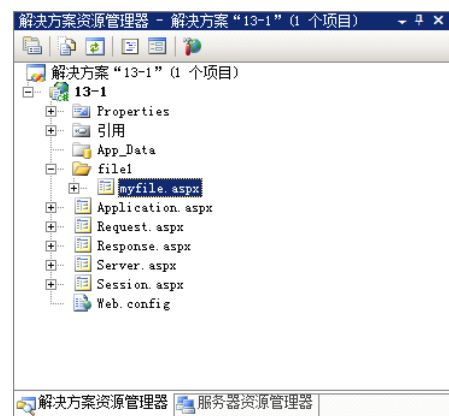 解决方案资源管理器 - 解决方案“13-1”(1 个项目)
解决方案“13-1”(1 个项目)
13-1
Properties
引用
App_Data
file1
myfile.aspx
Application.aspx
Request.aspx
Response.aspx
Server.aspx
Session.aspx
Web.config
解决方案资源管理器 服务器资源管理器